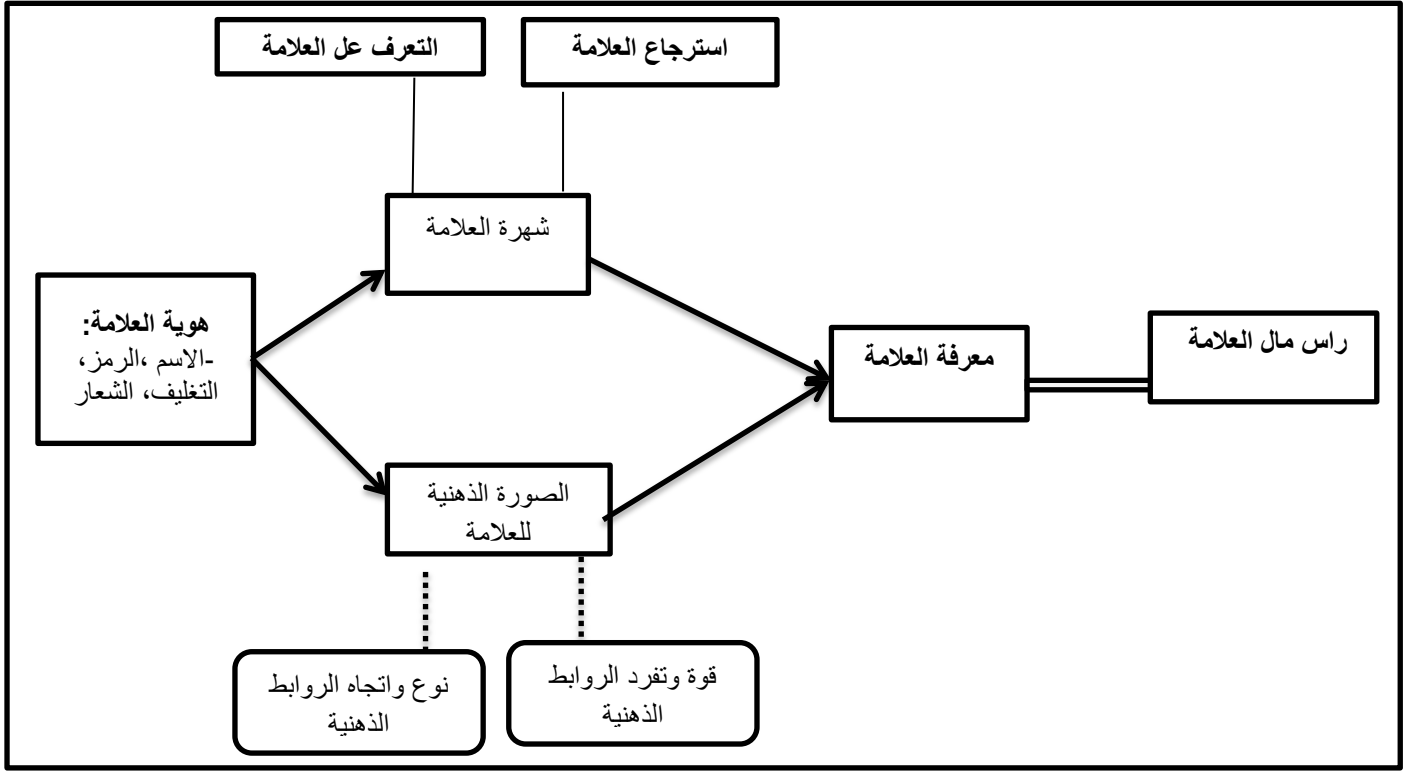 التعرف عل العلامة
استرجاع العلامة
شهرة العلامة
هوية العلامة:
-الاسم ،الرمز،
التغليف، الشعار
معرفة العلامة
راس مال العلامة
الصورة الذهنية
للعلامة
نوع واتجاه الروابط
الذهنية
قوة وتفرد الروابط
الذهنية